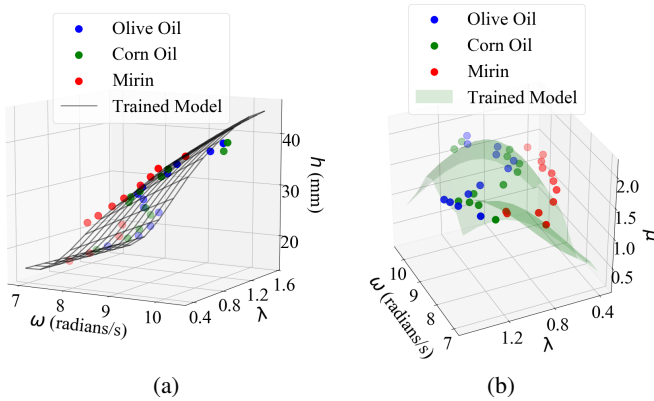 Olive Oil
Corn Oil
Mirin
Trained Model
40
30
20
h (mm)
7
8
9
10
ω (radians/s)
0.4
0.8
1.2
1.6
λ
(a)
Olive Oil
Corn Oil
Mirin
Trained Model
2.0
1.5
1.0
0.5
μ
10
9
8
7
ω (radians/s)
1.2
0.8
0.4
λ
(b)